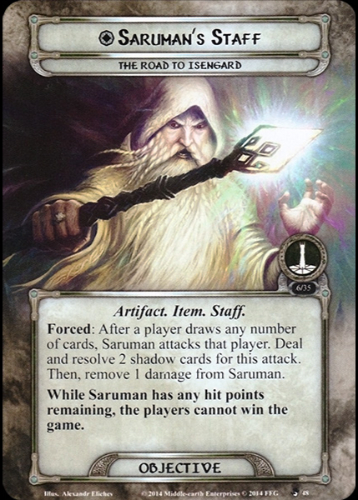 Saruman's Staff
The Road to Isengard
6/35
Artifact. Item. Staff.
Forced: After a player draws any number
of cards, Saruman attacks that player. Deal
and resolve 2 shadow cards for this attack.
Then, remove 1 damage from Saruman.
While Saruman has any hit points
remaining, the players cannot win the
game.
Objective
Illus. Alexandr Elichev ©2014 Middle-earth Enterprises © 2014 FFG 48